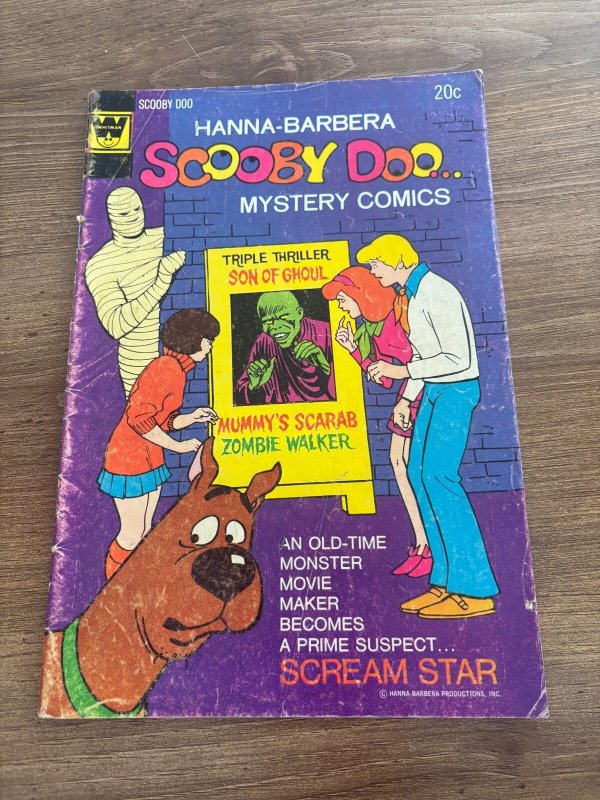 SCOOBY DOO
20c
WHITMAN
HANNA-BARBERA
SCOOBY DOO...
MYSTERY COMICS
TRIPLE THRILLER
SON OF GHOUL
MUMMY'S SCARAB
ZOMBIE WALKER
AN OLD-TIME
MONSTER
MOVIE
MAKER
BECOMES
A PRIME SUSPECT...
SCREAM STAR
© HANNA-BARBERA PRODUCTIONS, INC.